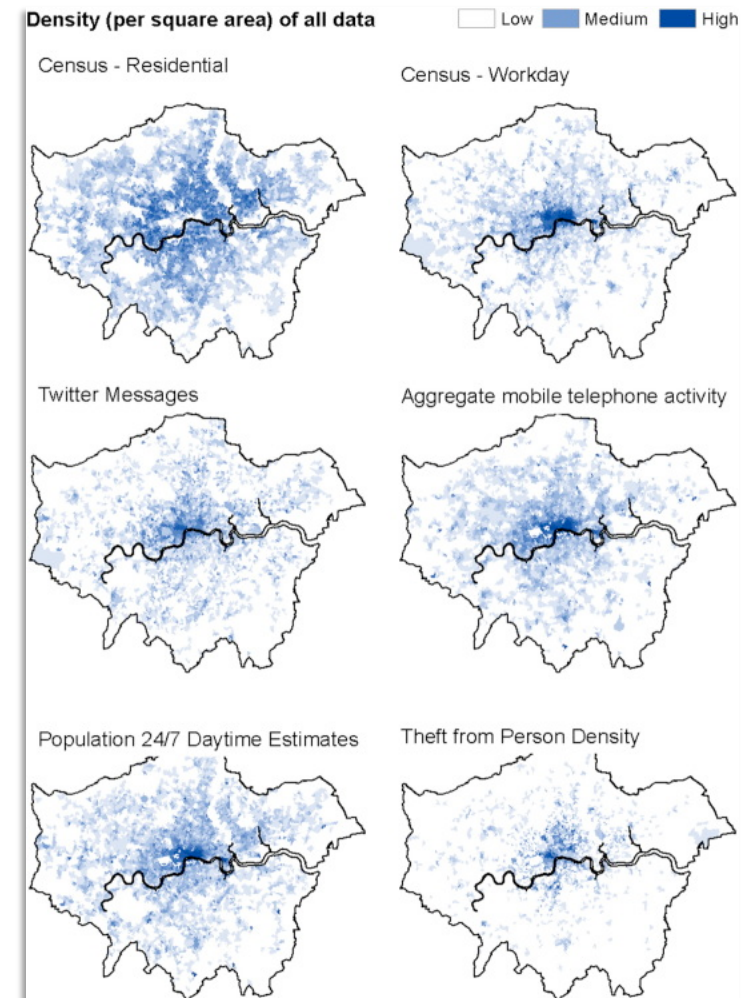 Density (per square area) of all data
Low Medium High
Census - Residential
Census - Workday
Twitter Messages
Aggregate mobile telephone activity
Population 24/7 Daytime Estimates
Theft from Person Density